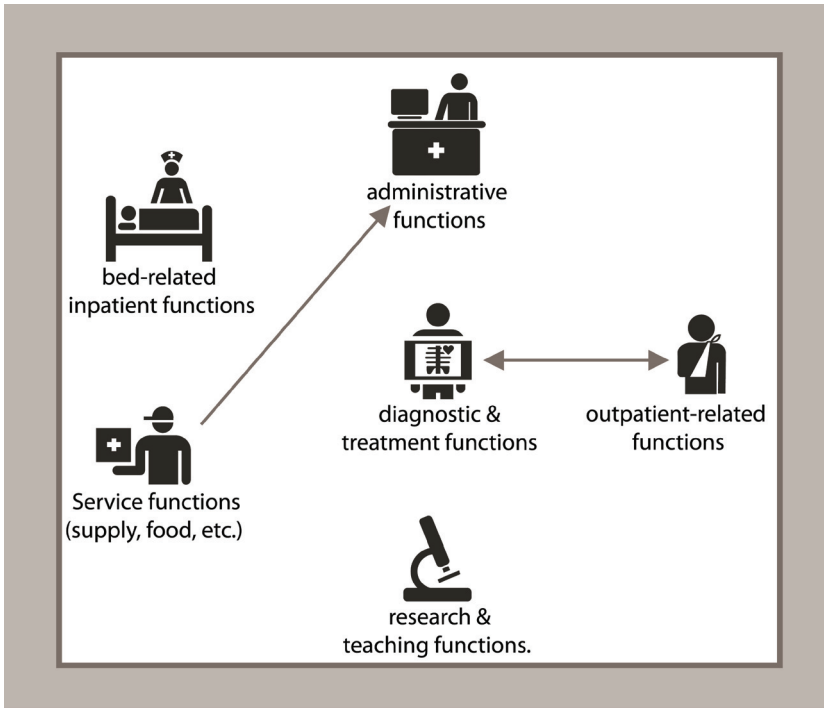 administrative
functions
bed-related
inpatient functions
diagnostic &
treatment functions
outpatient-related
functions
Service functions
(supply, food, etc.)
research &
teaching functions.